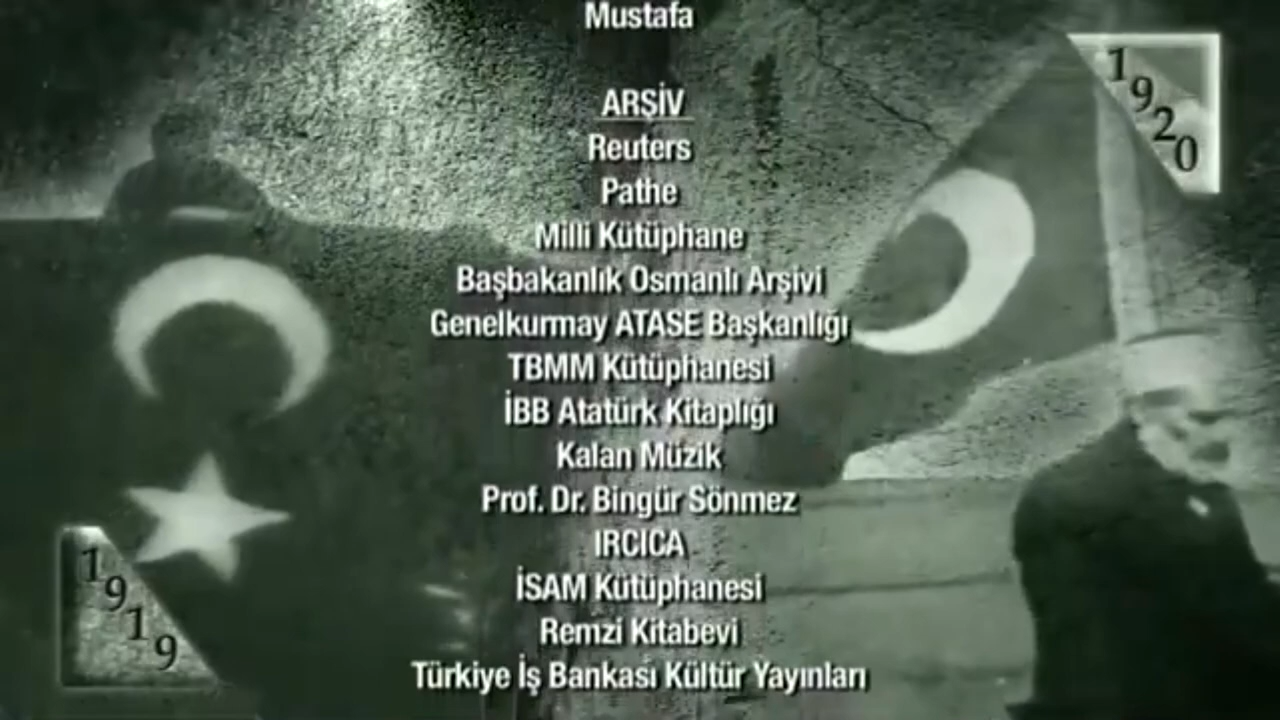 Mustafa
ARŞİV
Reuters
Pathe
Milli Kütüphane
Başbakanlık Osmanlı Arşivi
Genelkurmay ATASE Başkanlığı
TBMM Kütüphanesi
İBB Atatürk Kitaplığı
Kalan Müzik
Prof. Dr. Bingür Sönmez
IRCICA
İSAM Kütüphanesi
Remzi Kitabevi
Türkiye İş Bankası Kültür Yayınları
1920
1919